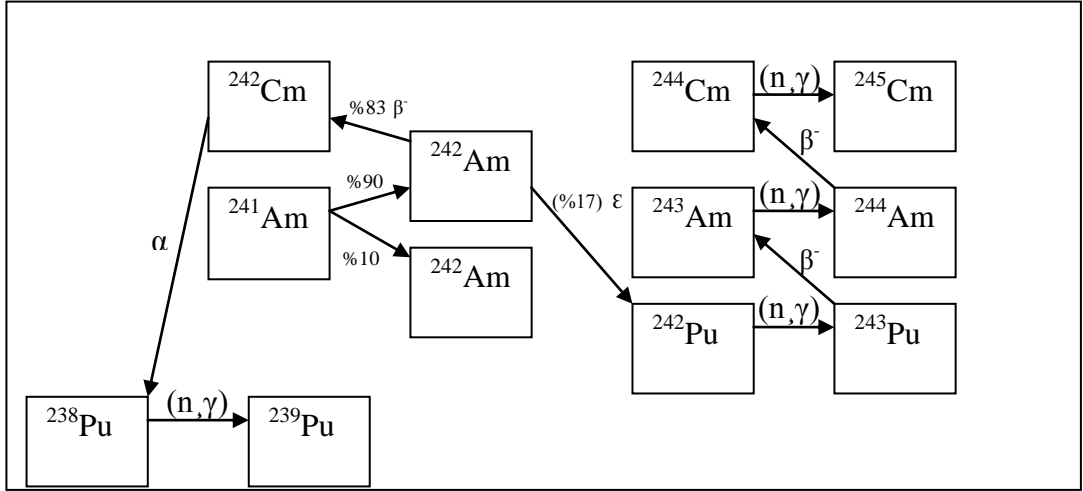 ²⁴²Cm
²⁴⁴Cm
(n,γ)
²⁴⁵Cm
%83 β⁻
²⁴²Am
β⁻
%90
(%17) ε
²⁴¹Am
²⁴³Am
(n,γ)
²⁴⁴Am
α
%10
²⁴²Am
β⁻
²⁴²Pu
(n,γ)
²⁴³Pu
²³⁸Pu
(n,γ)
²³⁹Pu